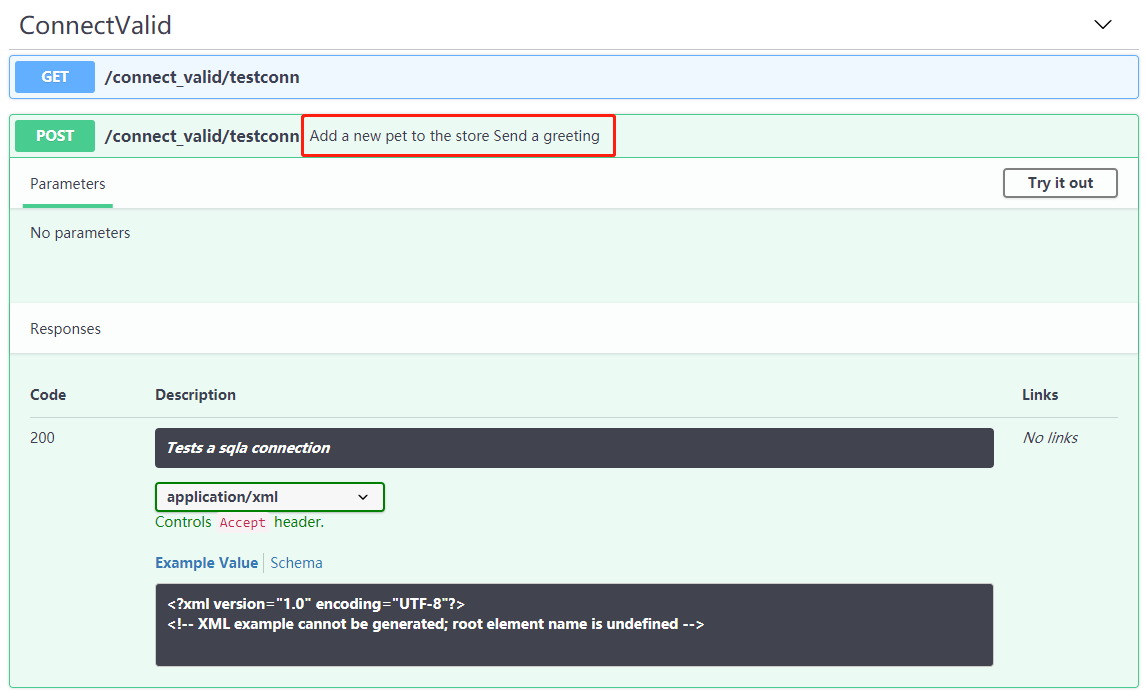 ConnectValid
GET /connect_valid/testconn
POST /connect_valid/testconn Add a new pet to the store Send a greeting
Parameters Try it out
No parameters
Responses
Code Description Links
200 Tests a sqla connection No links
application/xml
Controls Accept header.
Example Value Schema
<?xml version="1.0" encoding="UTF-8"?>
<!-- XML example cannot be generated; root element name is undefined -->